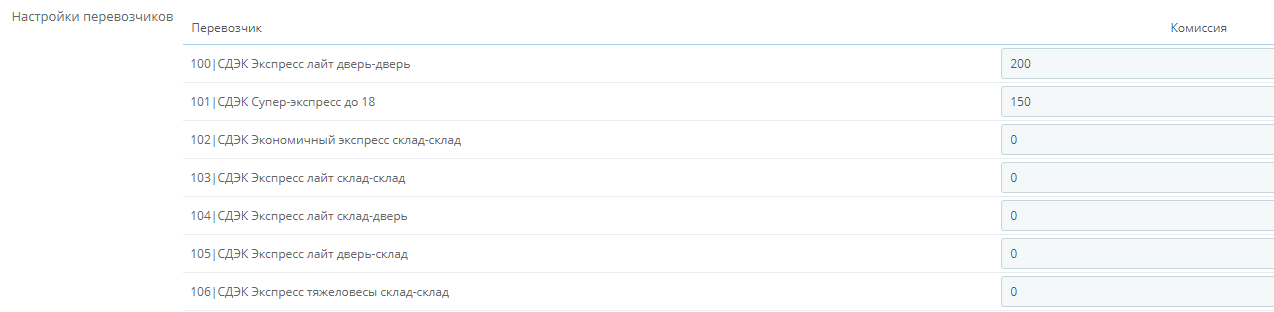 Настройки перевозчиков
Перевозчик Комиссия
100|СДЭК Экспресс лайт дверь-дверь 200
101|СДЭК Супер-экспресс до 18 150
102|СДЭК Экономичный экспресс склад-склад 0
103|СДЭК Экспресс лайт склад-склад 0
104|СДЭК Экспресс лайт склад-дверь 0
105|СДЭК Экспресс лайт дверь-склад 0
106|СДЭК Экспресс тяжеловесы склад-склад 0